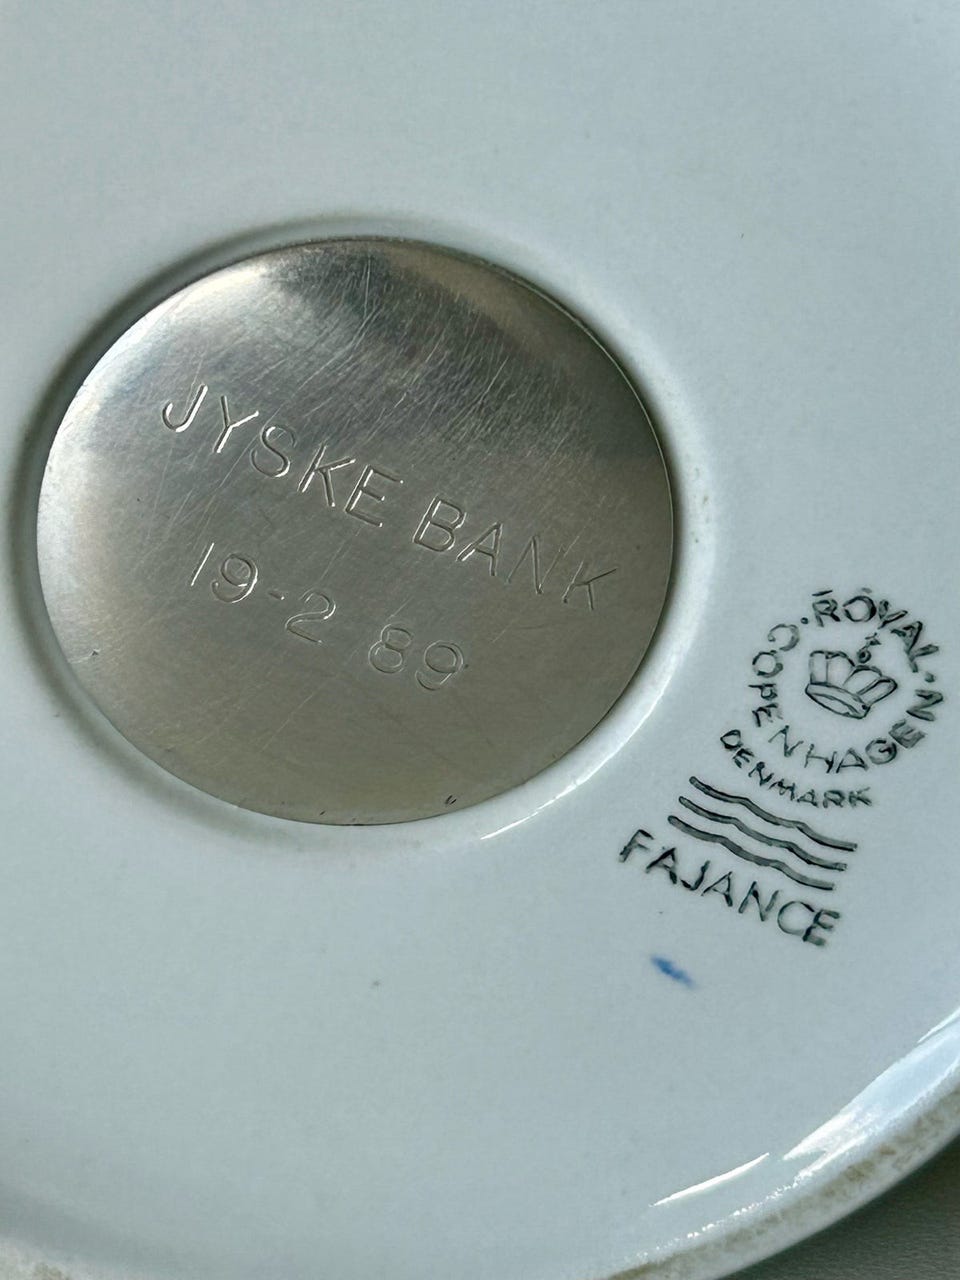 JYSKE BANK
19-2 89
ROYAL·
COPENHAGEN·
DENMARK
FAJANCE